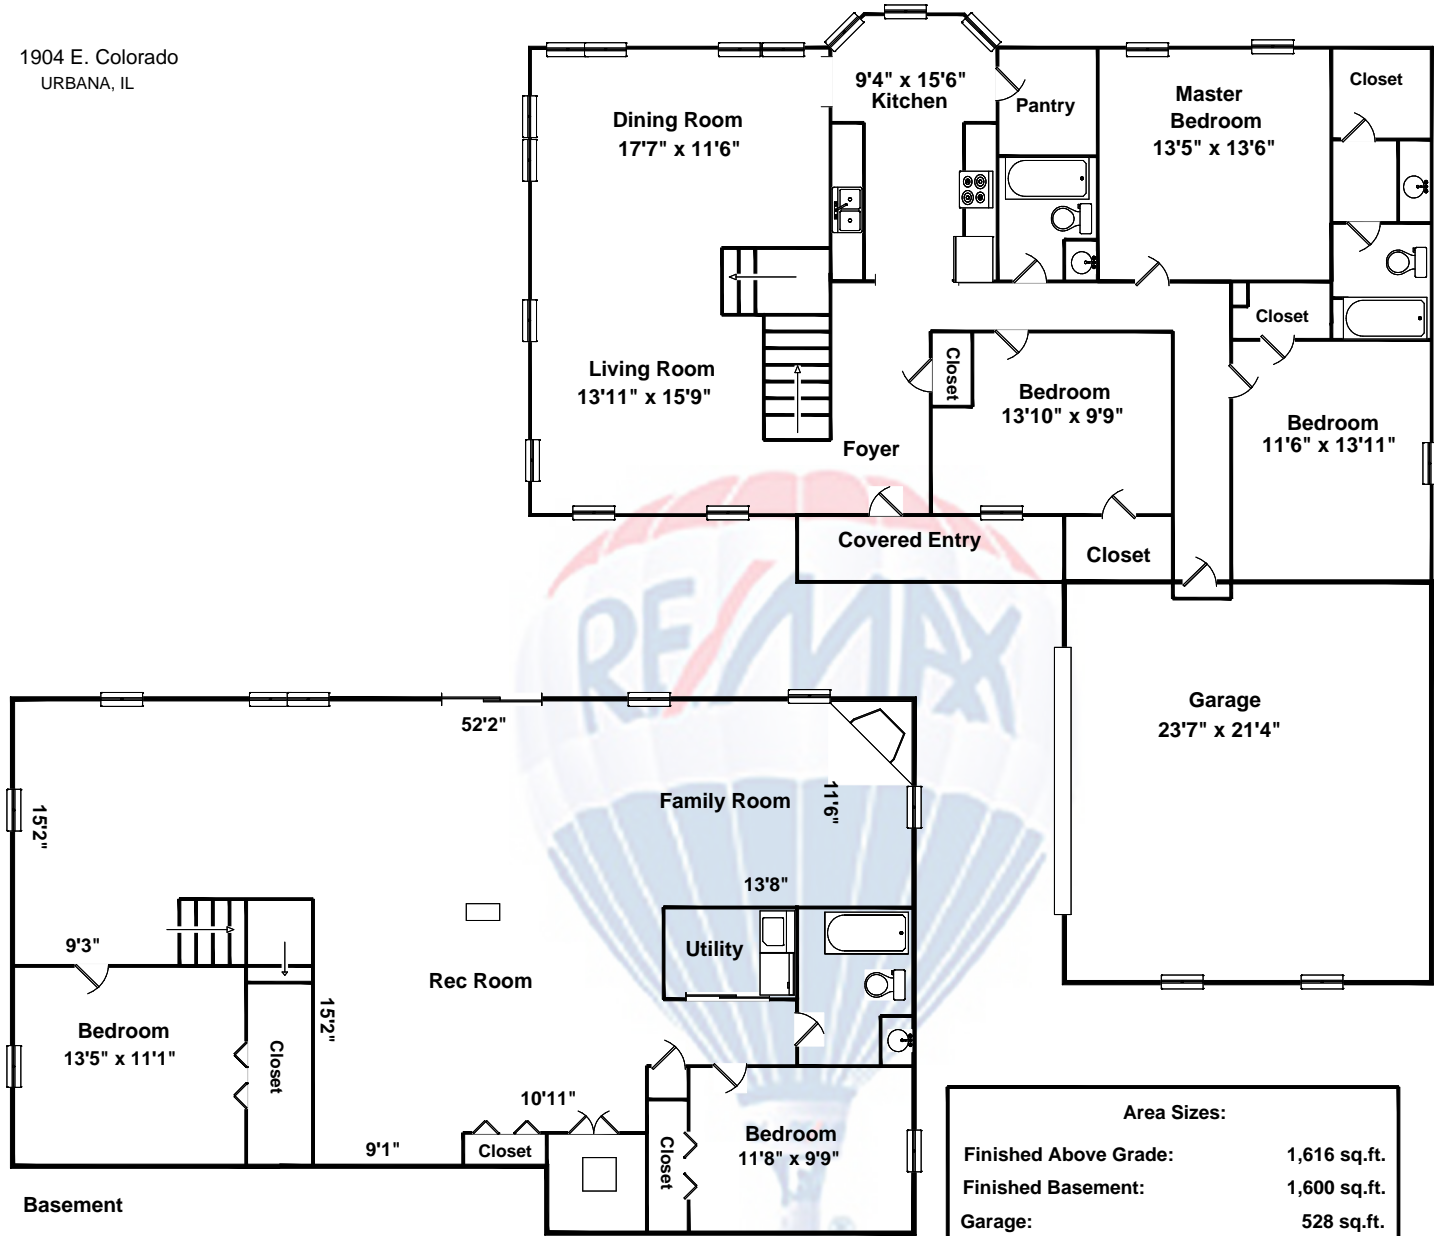 1904 E. Colorado
URBANA, IL
9'4" x 15'6"
Kitchen
Pantry
Dining Room
17'7" x 11'6"
Master
Bedroom
13'5" x 13'6"
Closet
Closet
Living Room
13'11" x 15'9"
Closet
Bedroom
13'10" x 9'9"
Bedroom
11'6" x 13'11"
Foyer
Covered Entry
Closet
RE/MAX
Garage
23'7" x 21'4"
52'2"
15'2"
Family Room
11'6"
13'8"
9'3"
Utility
Rec Room
15'2"
Bedroom
13'5" x 11'1"
Closet
10'11"
9'1"
Closet
Closet
Bedroom
11'8" x 9'9"
Basement
Area Sizes:
Finished Above Grade: 1,616 sq.ft.
Finished Basement: 1,600 sq.ft.
Garage: 528 sq.ft.